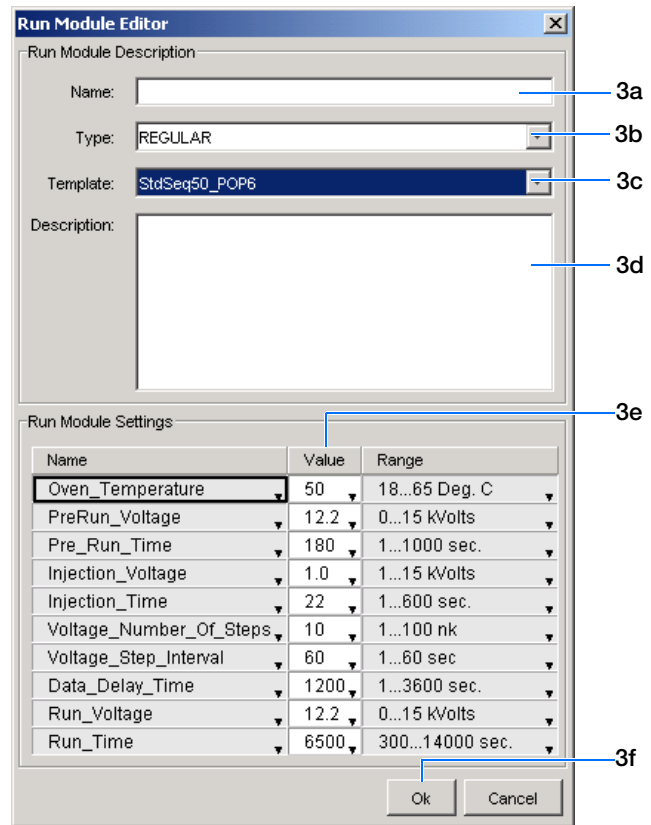 Run Module Editor
Run Module Description
Name: 3a
Type: REGULAR 3b
Template: StdSeq50_POP6 3c
Description: 3d
Run Module Settings 3e
Name Value Range
Oven_Temperature 50 18...65 Deg. C
PreRun_Voltage 12.2 0...15 kVolts
Pre_Run_Time 180 1...1000 sec.
Injection_Voltage 1.0 1...15 kVolts
Injection_Time 22 1...600 sec.
Voltage_Number_Of_Steps 10 1...100 nk
Voltage_Step_Interval 60 1...60 sec
Data_Delay_Time 1200 1...3600 sec.
Run_Voltage 12.2 0...15 kVolts
Run_Time 6500 300...14000 sec.
3f
Ok Cancel